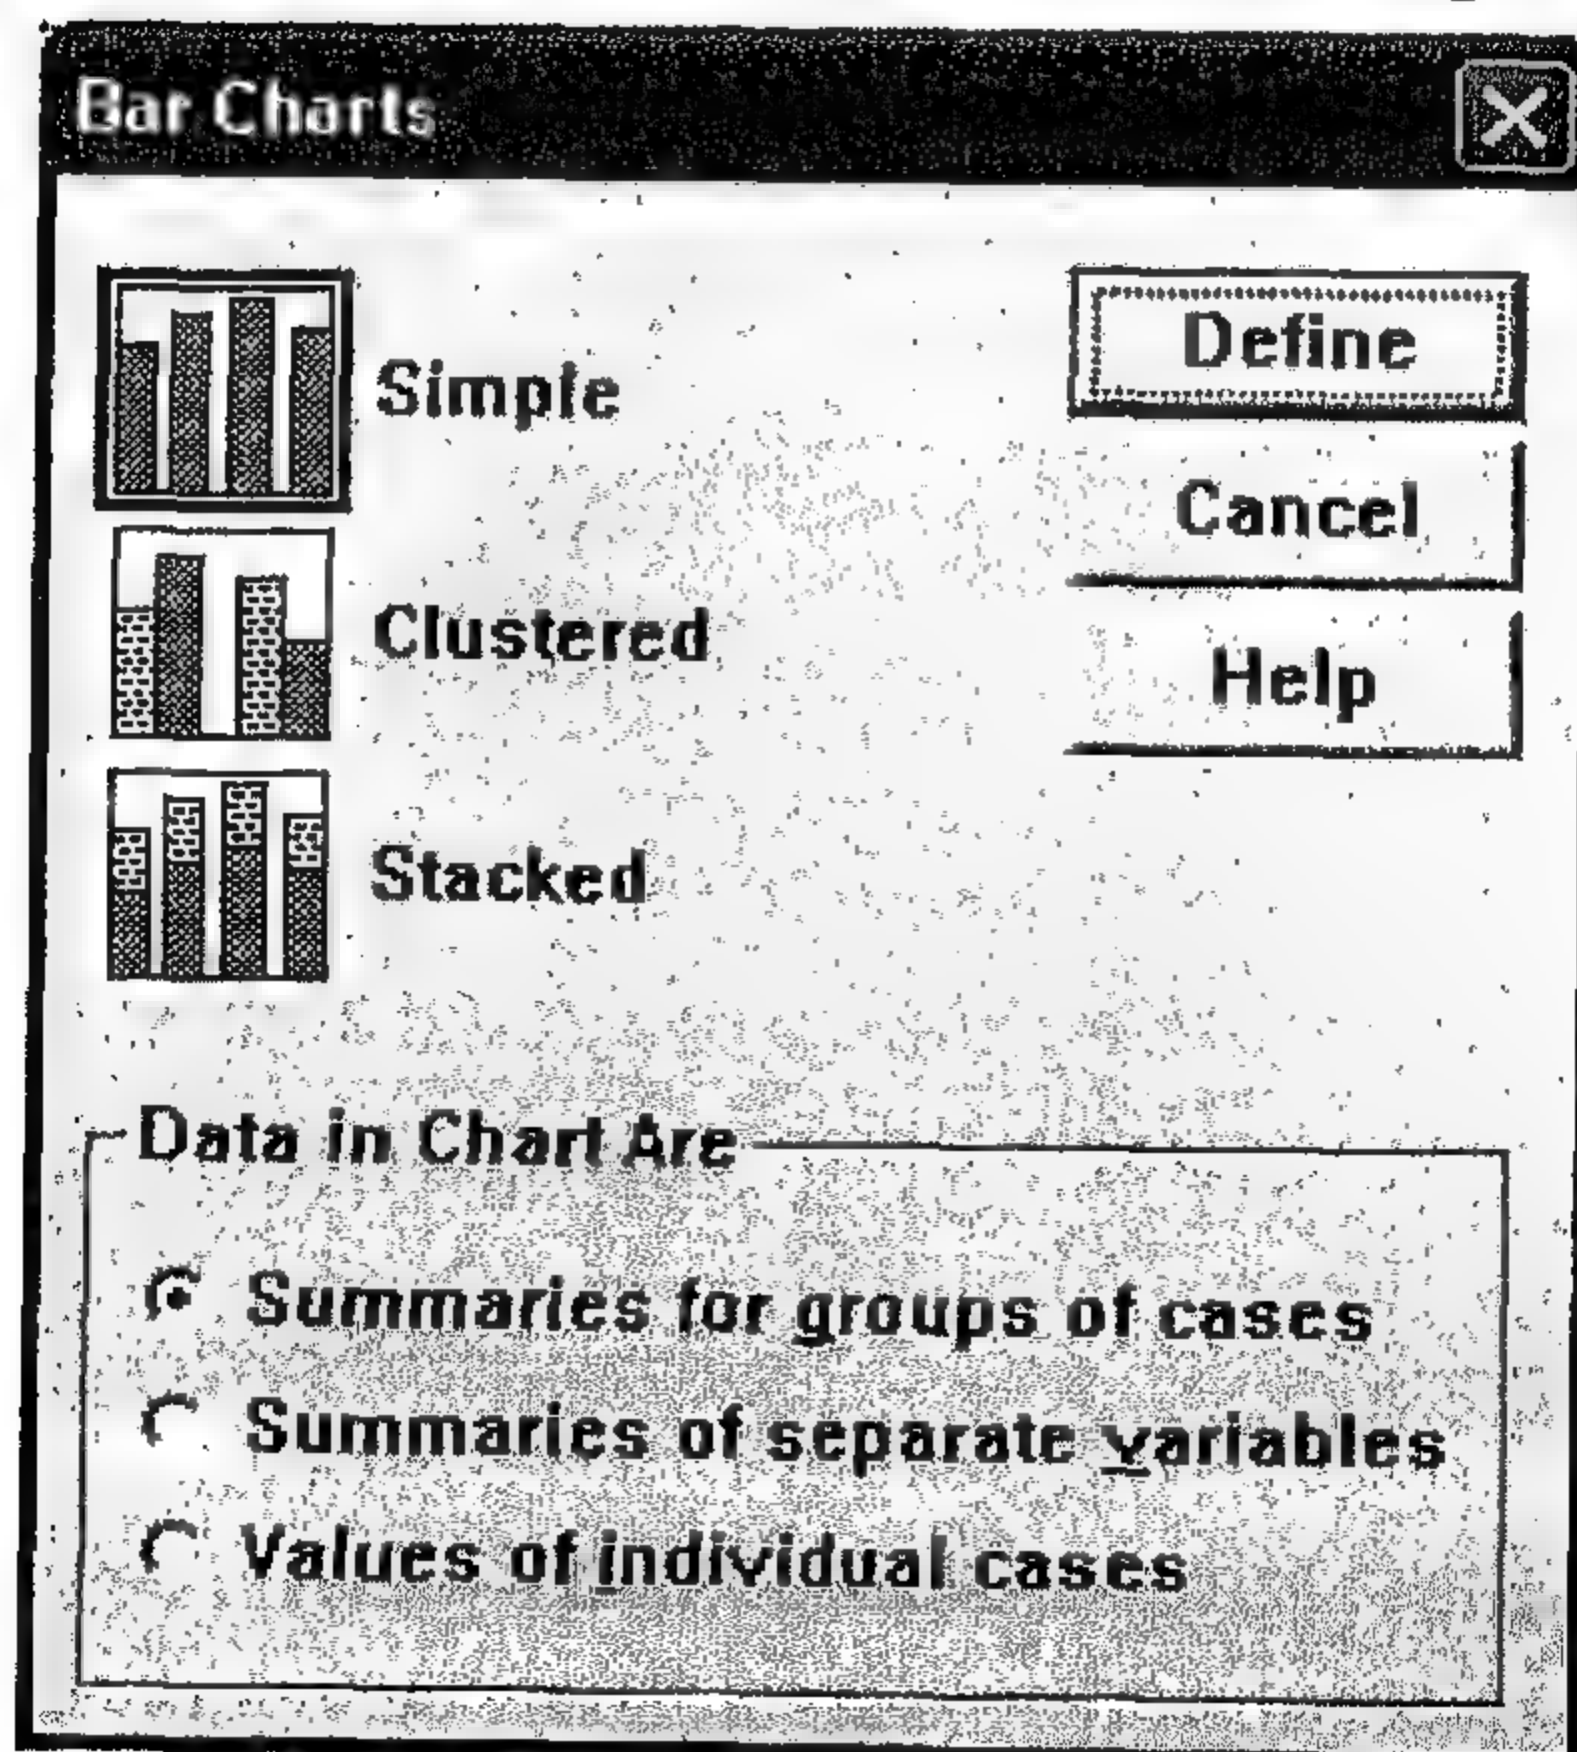 Bar Charts
Simple
Define
Cancel
Clustered
Help
Stacked
Data in Chart Are
Summaries for groups of cases
Summaries of separate variables
Values of individual cases